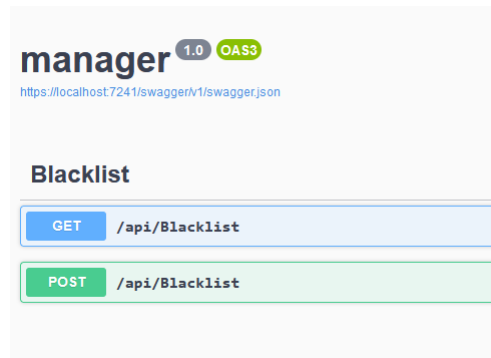 manager 1.0 OAS3
https://localhost:7241/swagger/v1/swagger.json
Blacklist
GET /api/Blacklist
POST /api/Blacklist